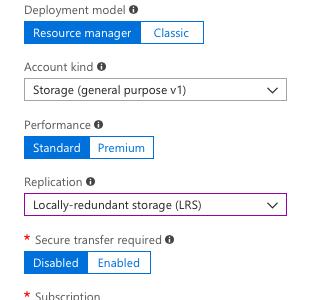 Deployment model
Resource manager Classic
Account kind
Storage (general purpose v1)
Performance
Standard Premium
Replication
Locally-redundant storage (LRS)
* Secure transfer required
Disabled Enabled
* Subscription